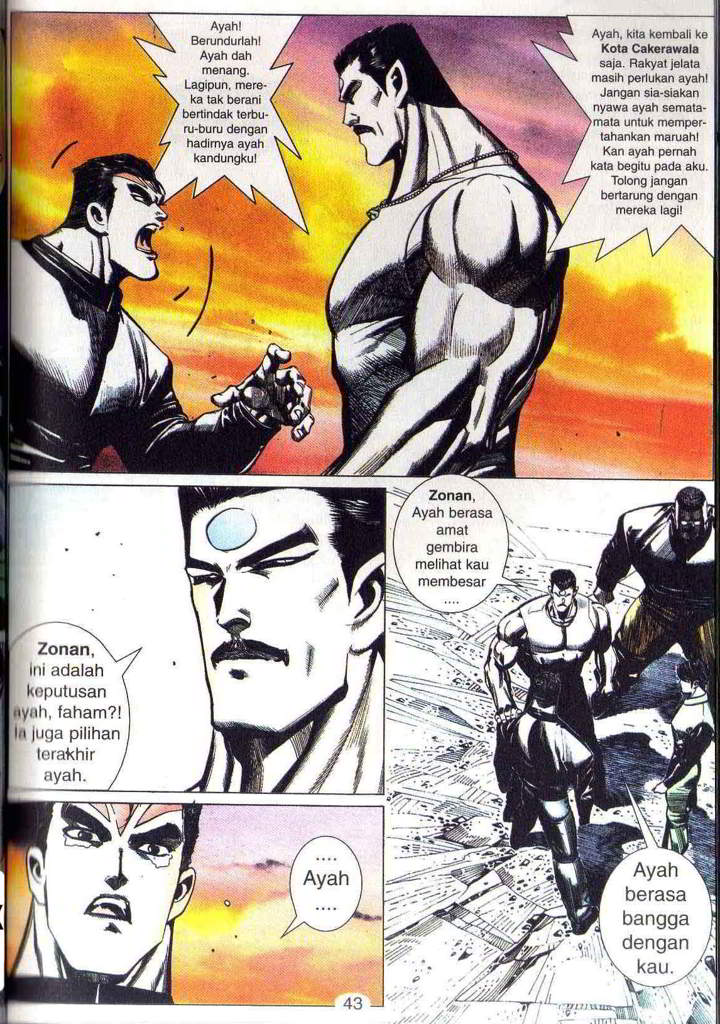 Ayah!
Berundurlah!
Ayah dah
menang.
Lagipun, mere-
ka tak berani
bertindak terbu-
ru-buru dengan
hadirnya ayah
kandungku!
Ayah, kita kembali ke
Kota Cakerawala
saja. Rakyat jelata
masih perlukan ayah!
Jangan sia-siakan
nyawa ayah semata-
mata untuk memper-
tahankan maruah!
Kan ayah pernah
kata begitu pada aku.
Tolong jangan
bertarung dengan
mereka lagi!
Zonan,
ini adalah
keputusan
ayah, faham?!
Ia juga pilihan
terakhir
ayah.
Zonan,
Ayah berasa
amat
gembira
melihat kau
membesar
....
....
Ayah
....
Ayah
berasa
bangga
dengan
kau.
43